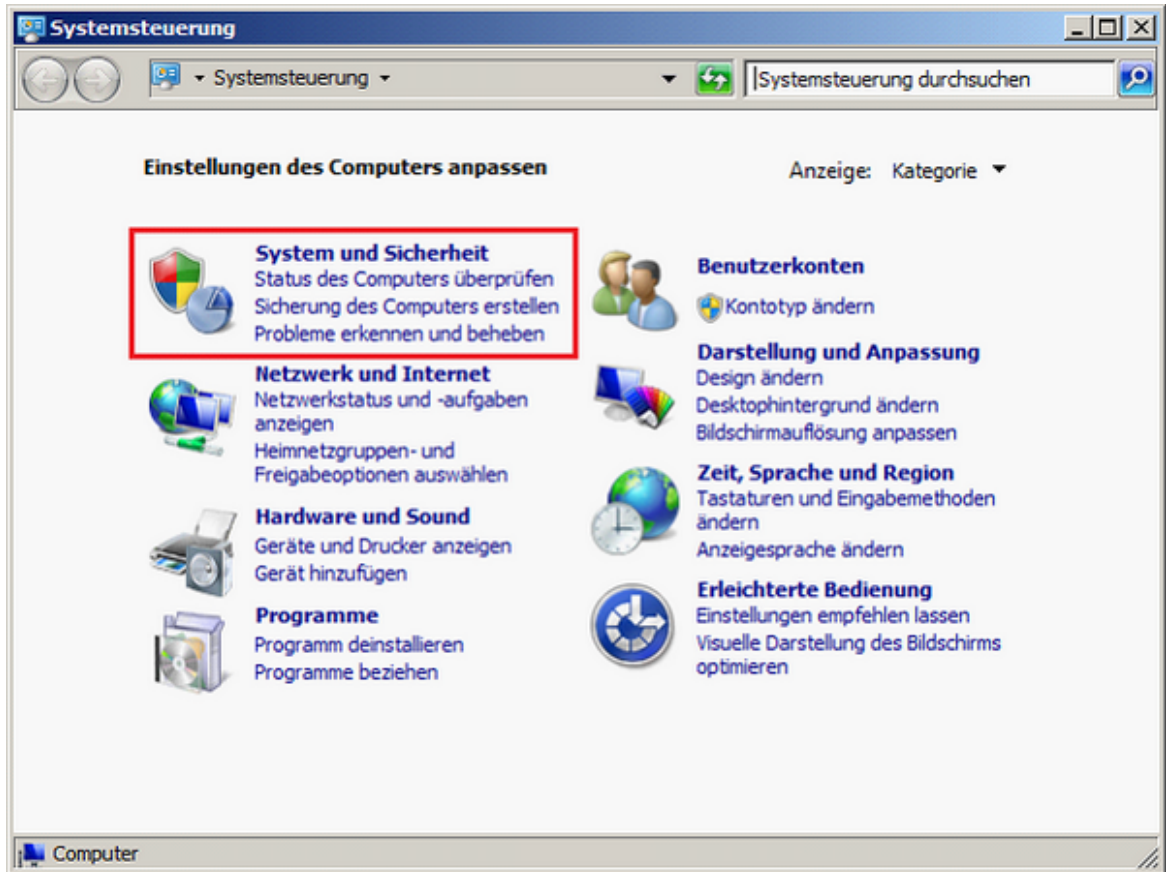 Systemsteuerung
Systemsteuerung
Systemsteuerung durchsuchen
Einstellungen des Computers anpassen
Anzeige: Kategorie
System und Sicherheit
Status des Computers überprüfen
Sicherung des Computers erstellen
Probleme erkennen und beheben
Netzwerk und Internet
Netzwerkstatus und -aufgaben
anzeigen
Heimnetzgruppen- und
Freigabeoptionen auswählen
Hardware und Sound
Geräte und Drucker anzeigen
Gerät hinzufügen
Programme
Programm deinstallieren
Programme beziehen
Benutzerkonten
Kontotyp ändern
Darstellung und Anpassung
Design ändern
Desktophintergrund ändern
Bildschirmauflösung anpassen
Zeit, Sprache und Region
Tastaturen und Eingabemethoden
ändern
Anzeigesprache ändern
Erleichterte Bedienung
Einstellungen empfehlen lassen
Visuelle Darstellung des Bildschirms
optimieren
Computer